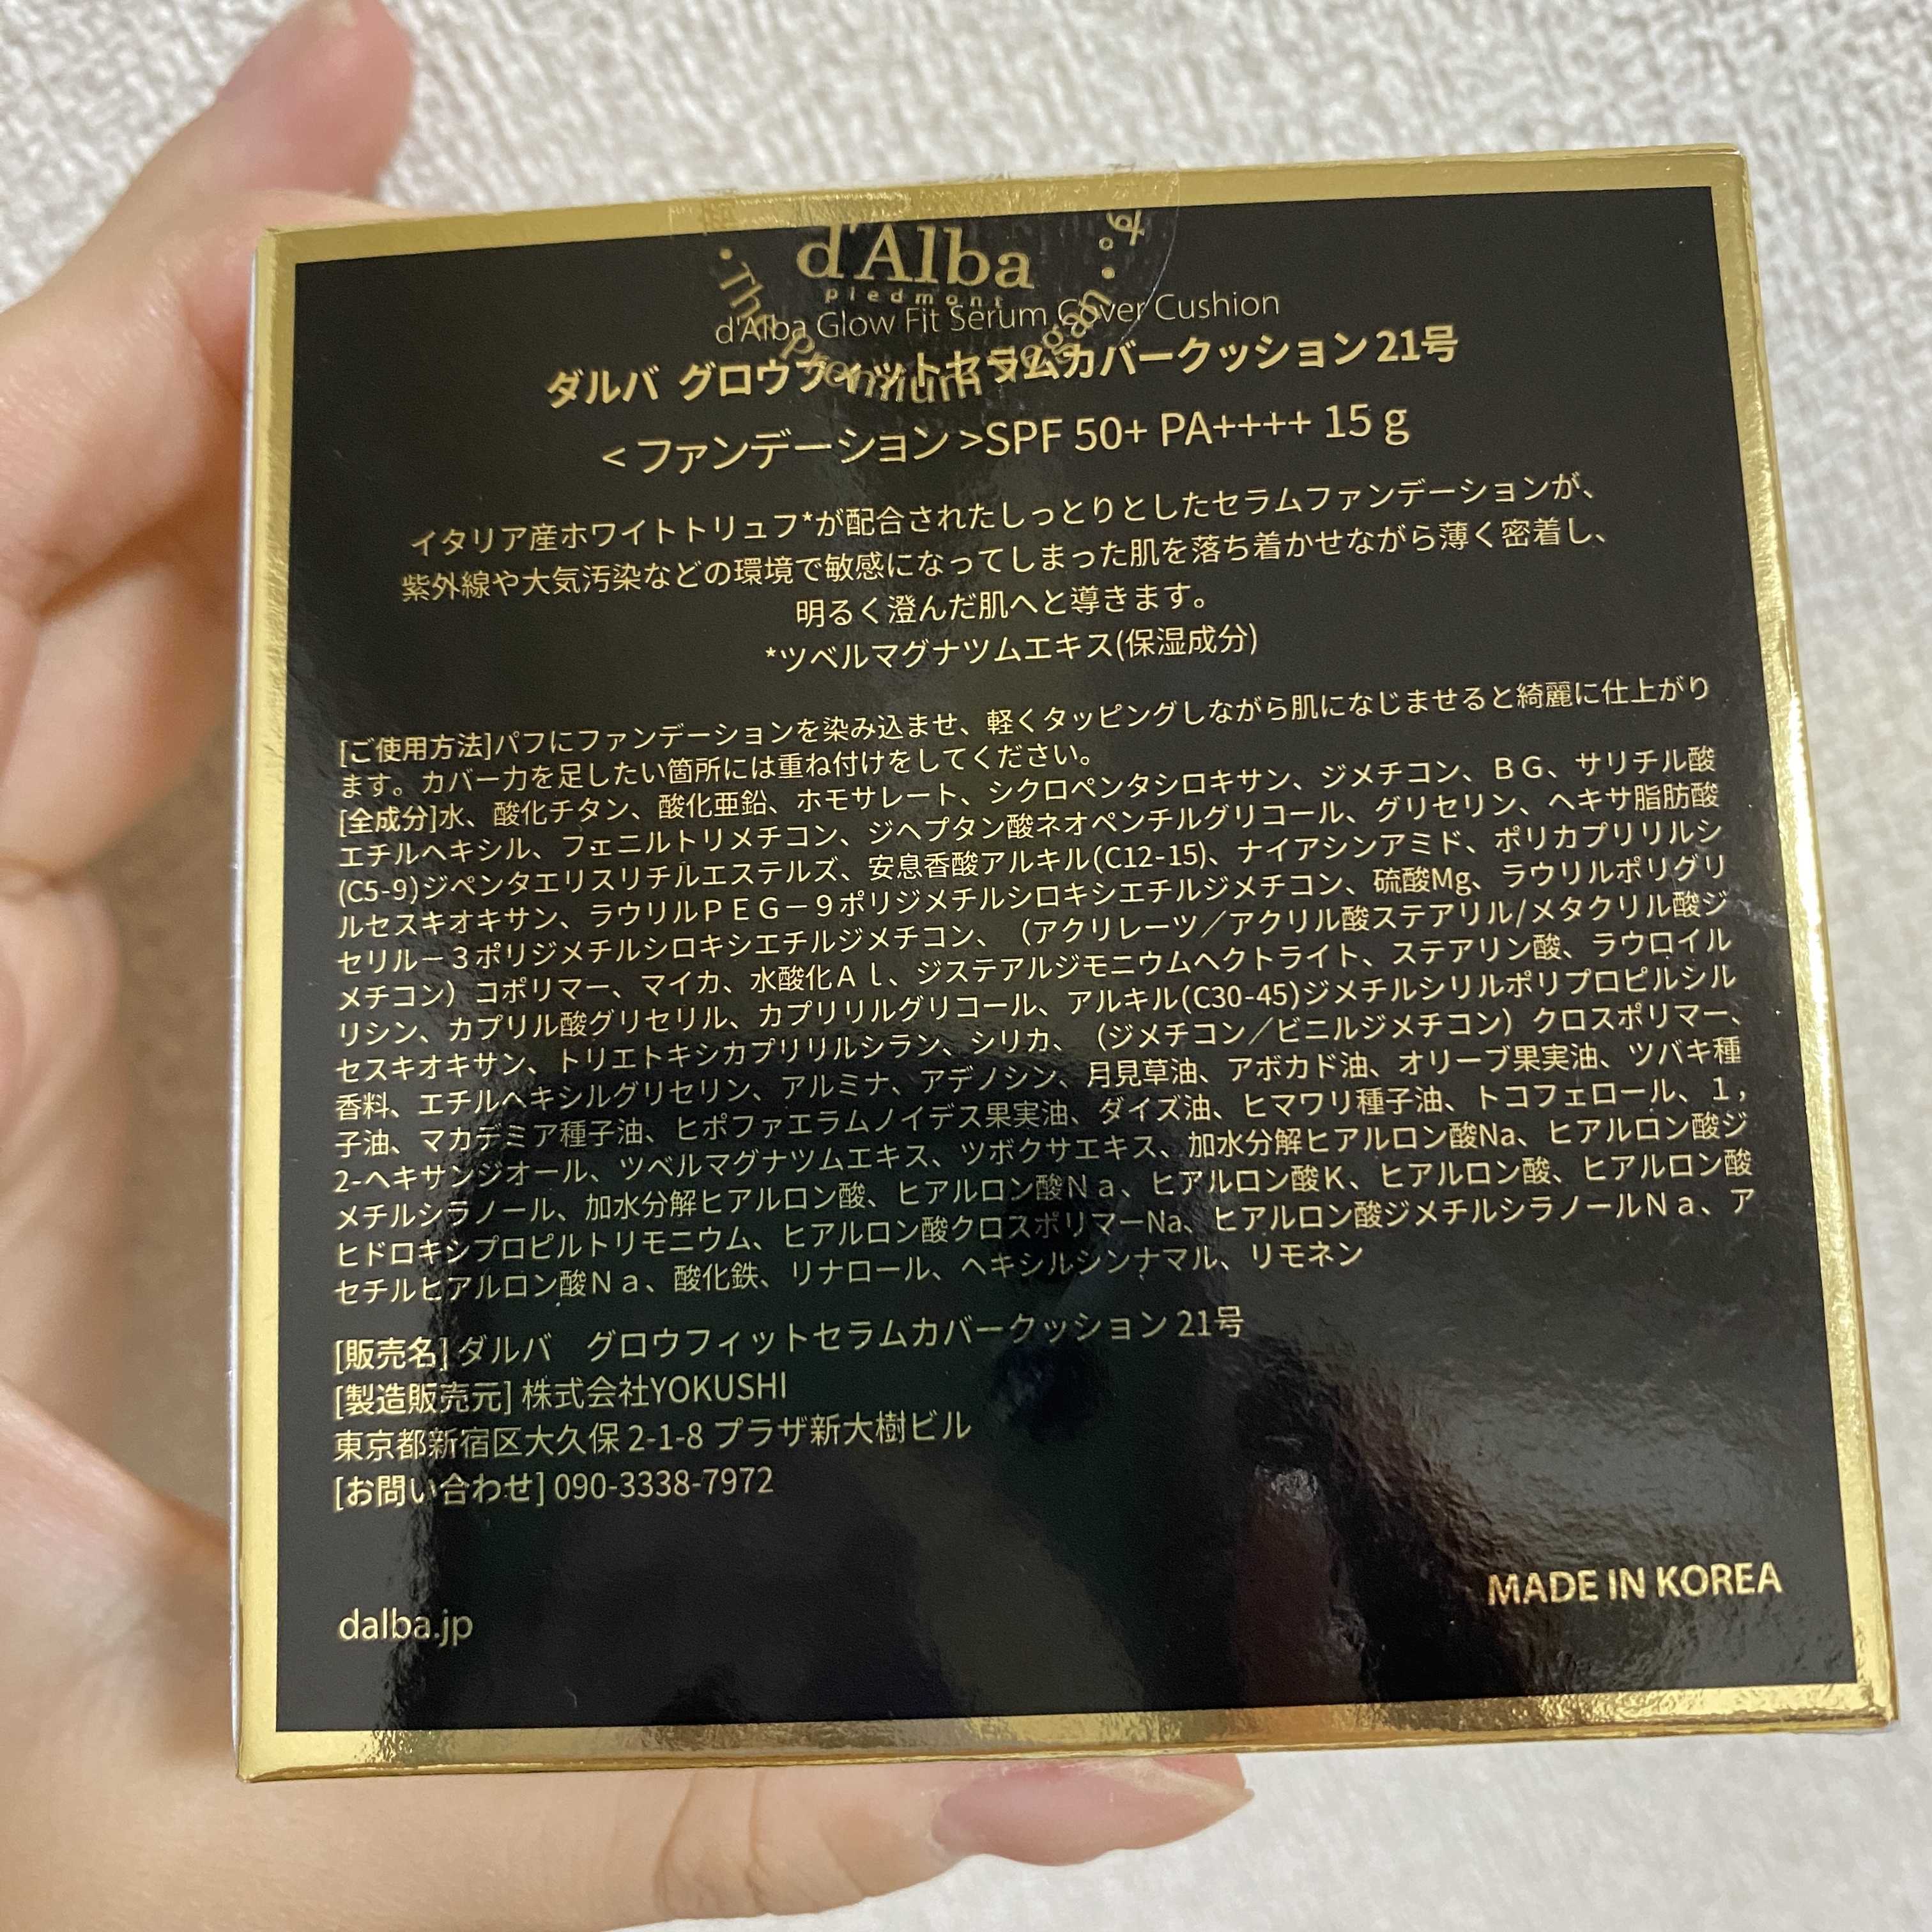 d'Alba
piedmont
The premium vegan
す。
d'Alba Glow Fit Serum Cover Cushion
ダルバ グロウフィットセラムカバークッション 21号
<ファンデーション>SPF 50+ PA++++ 15 g
イタリア産ホワイトトリュフ*が配合されたしっとりとしたセラムファンデーションが、
紫外線や大気汚染などの環境で敏感になってしまった肌を落ち着かせながら薄く密着し、
明るく澄んだ肌へと導きます。
*ツベルマグナツムエキス(保湿成分)
[ご使用方法]パフにファンデーションを染み込ませ、軽くタッピングしながら肌になじませると綺麗に仕上がり
ます。カバー力を足したい箇所には重ね付けをしてください。
[全成分]水、酸化チタン、酸化亜鉛、ホモサレート、シクロペンタシロキサン、ジメチコン、ＢＧ、サリチル酸
エチルヘキシル、フェニルトリメチコン、ジヘプタン酸ネオペンチルグリコール、グリセリン、ヘキサ脂肪酸
(C5-9)ジペンタエリスリチルエステルズ、安息香酸アルキル(C12-15)、ナイアシンアミド、ポリカプリリルシ
ルセスキオキサン、ラウリルＰＥＧ－９ポリジメチルシロキシエチルジメチコン、硫酸Mg、ラウリルポリグリ
セリル－３ポリジメチルシロキシエチルジメチコン、（アクリレーツ／アクリル酸ステアリル/メタクリル酸ジ
メチコン）コポリマー、マイカ、水酸化Ａｌ、ジステアルジモニウムヘクトライト、ステアリン酸、ラウロイル
リシン、カプリル酸グリセリル、カプリリルグリコール、アルキル(C30-45)ジメチルシリルポリプロピルシル
セスキオキサン、トリエトキシカプリリルシラン、シリカ、（ジメチコン／ビニルジメチコン）クロスポリマー、
香料、エチルヘキシルグリセリン、アルミナ、アデノシン、月見草油、アボカド油、オリーブ果実油、ツバキ種
子油、マカデミア種子油、ヒポファエラムノイデス果実油、ダイズ油、ヒマワリ種子油、トコフェロール、１，
2-ヘキサンジオール、ツベルマグナツムエキス、ツボクサエキス、加水分解ヒアルロン酸Na、ヒアルロン酸ジ
メチルシラノール、加水分解ヒアルロン酸、ヒアルロン酸Ｎａ、ヒアルロン酸K、ヒアルロン酸、ヒアルロン酸
ヒドロキシプロピルトリモニウム、ヒアルロン酸クロスポリマーNa、ヒアルロン酸ジメチルシラノールＮａ、ア
セチルヒアルロン酸Ｎａ、酸化鉄、リナロール、ヘキシルシンナマル、リモネン
[販売名] ダルバ　グロウフィットセラムカバークッション 21号
[製造販売元] 株式会社YOKUSHI
東京都新宿区大久保 2-1-8 プラザ新大樹ビル
[お問い合わせ] 090-3338-7972
MADE IN KOREA
dalba.jp